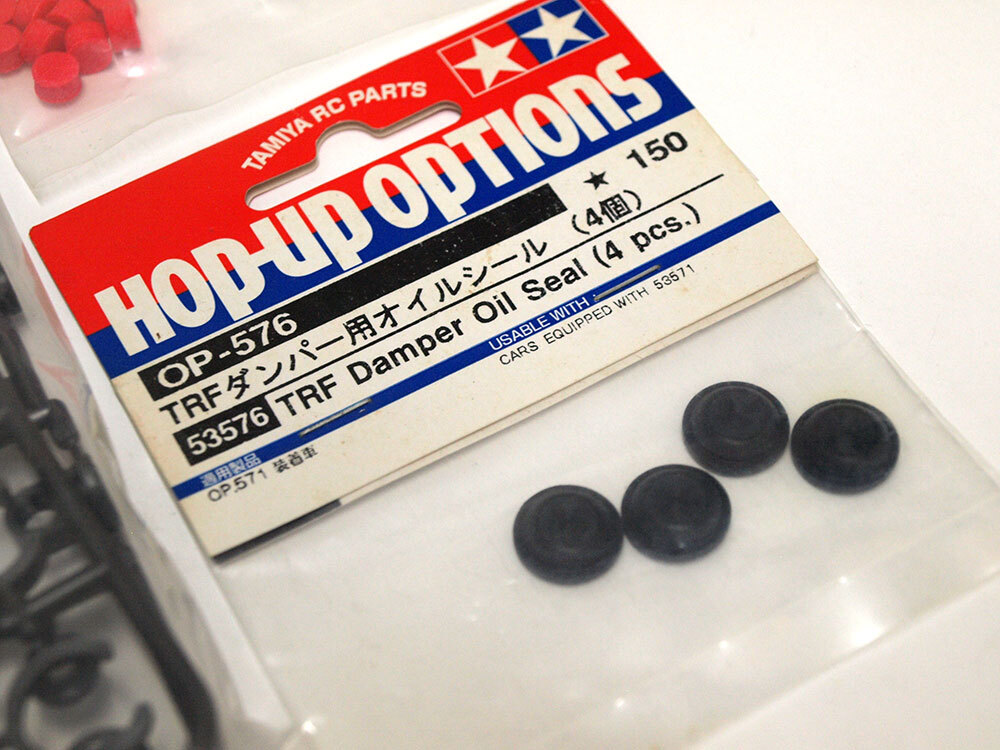 TAMIYA RC PARTS
HOP-UP OPTIONS
OP-576 ★ 150
TRFダンパー用オイルシール (4個)
53576 TRF Damper Oil Seal (4 pcs.)
適用製品 USABLE WITH
OP.571 装着車 CARS EQUIPPED WITH 53571